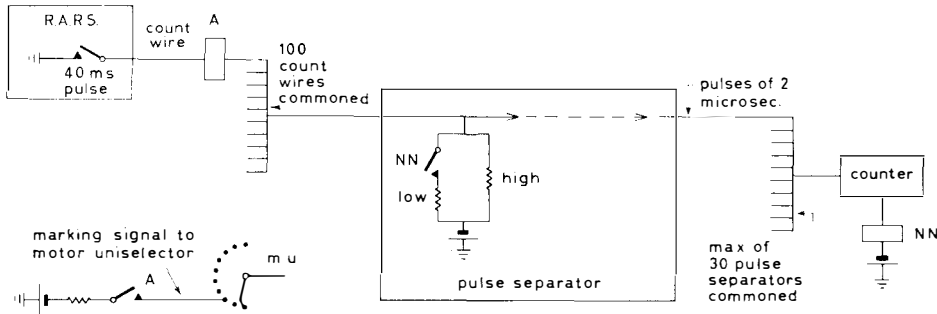 R.A.R.S.
40 ms
pulse
count
wire
A
100
count
wires
commoned
NN
low
high
pulse separator
pulses of 2
microsec.
1
max of
30 pulse
separators
commoned
counter
NN
marking signal to
motor uniselector
A
m u